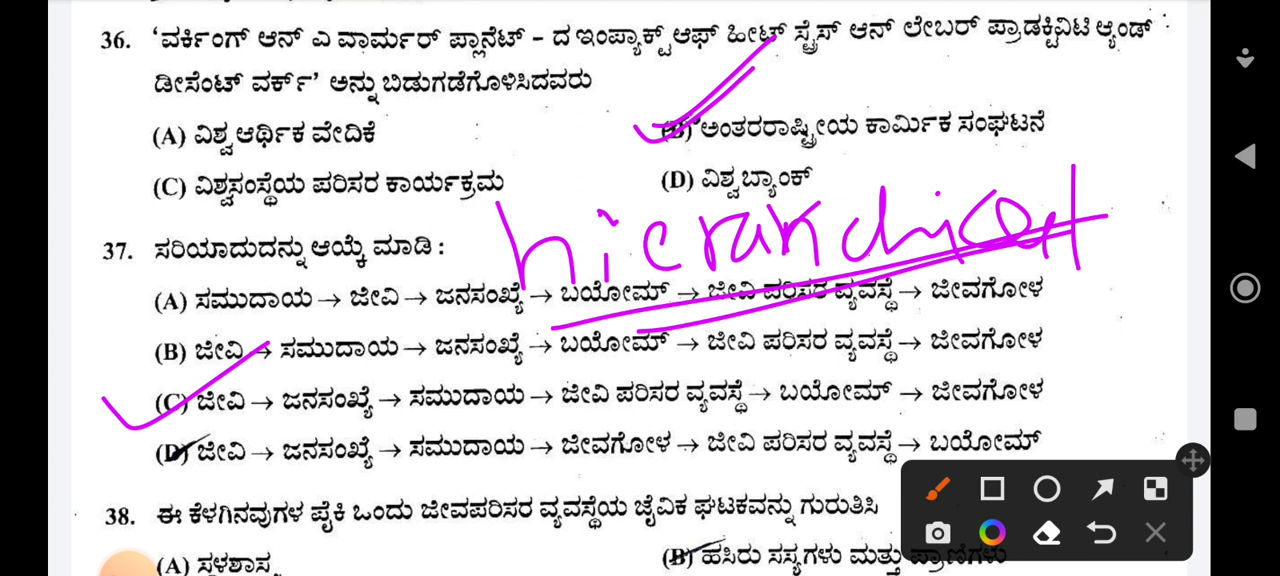 36. 'ವರ್ಕಿಂಗ್ ಆನ್ ಎ ವಾರ್ಮರ್ ಪ್ಲಾನೆಟ್ – ದ ಇಂಪ್ಯಾಕ್ಟ್ ಆಫ್ ಹೀಟ್ ಸ್ಟ್ರೆಸ್ ಆನ್ ಲೇಬರ್ ಪ್ರಾಡಕ್ಟಿವಿಟಿ ಆ್ಯಂಡ್
ಡೀಸೆಂಟ್ ವರ್ಕ್' ಅನ್ನು ಬಿಡುಗಡೆಗೊಳಿಸಿದವರು
(A) ವಿಶ್ವ ಆರ್ಥಿಕ ವೇದಿಕೆ (B) ಅಂತರರಾಷ್ಟ್ರೀಯ ಕಾರ್ಮಿಕ ಸಂಘಟನೆ
(C) ವಿಶ್ವಸಂಸ್ಥೆಯ ಪರಿಸರ ಕಾರ್ಯಕ್ರಮ (D) ವಿಶ್ವಬ್ಯಾಂಕ್
hierarchical
37. ಸರಿಯಾದುದನ್ನು ಆಯ್ಕೆ ಮಾಡಿ :
(A) ಸಮುದಾಯ → ಜೀವಿ → ಜನಸಂಖ್ಯೆ → ಬಯೋಮ್ → ಜೀವಿ ಪರಿಸರ ವ್ಯವಸ್ಥೆ → ಜೀವಗೋಳ
(B) ಜೀವಿ → ಸಮುದಾಯ → ಜನಸಂಖ್ಯೆ → ಬಯೋಮ್ → ಜೀವಿ ಪರಿಸರ ವ್ಯವಸ್ಥೆ → ಜೀವಗೋಳ
(C) ಜೀವಿ → ಜನಸಂಖ್ಯೆ → ಸಮುದಾಯ → ಜೀವಿ ಪರಿಸರ ವ್ಯವಸ್ಥೆ → ಬಯೋಮ್ → ಜೀವಗೋಳ
(D) ಜೀವಿ → ಜನಸಂಖ್ಯೆ → ಸಮುದಾಯ → ಜೀವಗೋಳ → ಜೀವಿ ಪರಿಸರ ವ್ಯವಸ್ಥೆ → ಬಯೋಮ್
38. ಈ ಕೆಳಗಿನವುಗಳ ಪೈಕಿ ಒಂದು ಜೀವಪರಿಸರ ವ್ಯವಸ್ಥೆಯ ಜೈವಿಕ ಘಟಕವನ್ನು ಗುರುತಿಸಿ
(A) ಸ್ಥಳಶಾಸ್ತ್ರ (B) ಹಸಿರು ಸಸ್ಯಗಳು ಮತ್ತು ಪ್ರಾಣಿಗಳು